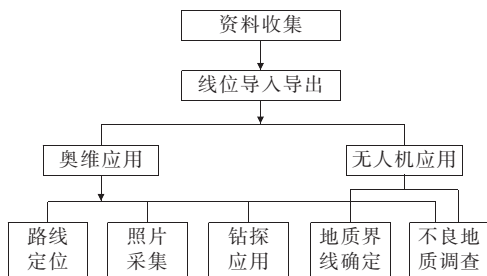 资料收集
线位导入导出
奥维应用
无人机应用
路线
定位
照片
采集
钻探
应用
地质界
线确定
不良地
质调查